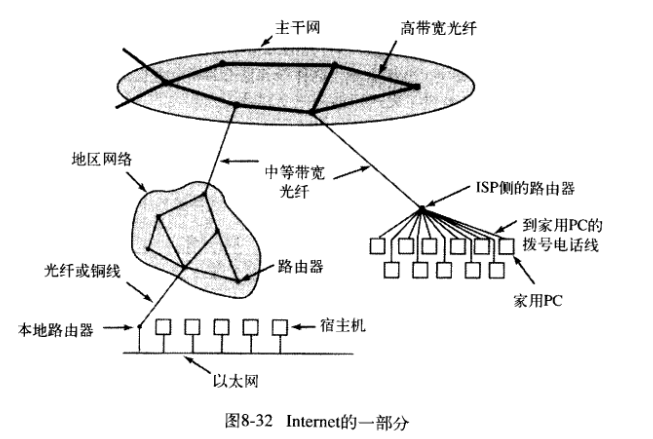 主干网
高带宽光纤
地区网络
中等带宽
光纤
ISP侧的路由器
到家用PC的
拨号电话线
光纤或铜线
路由器
家用PC
本地路由器
宿主机
以太网
图8-32 Internet的一部分